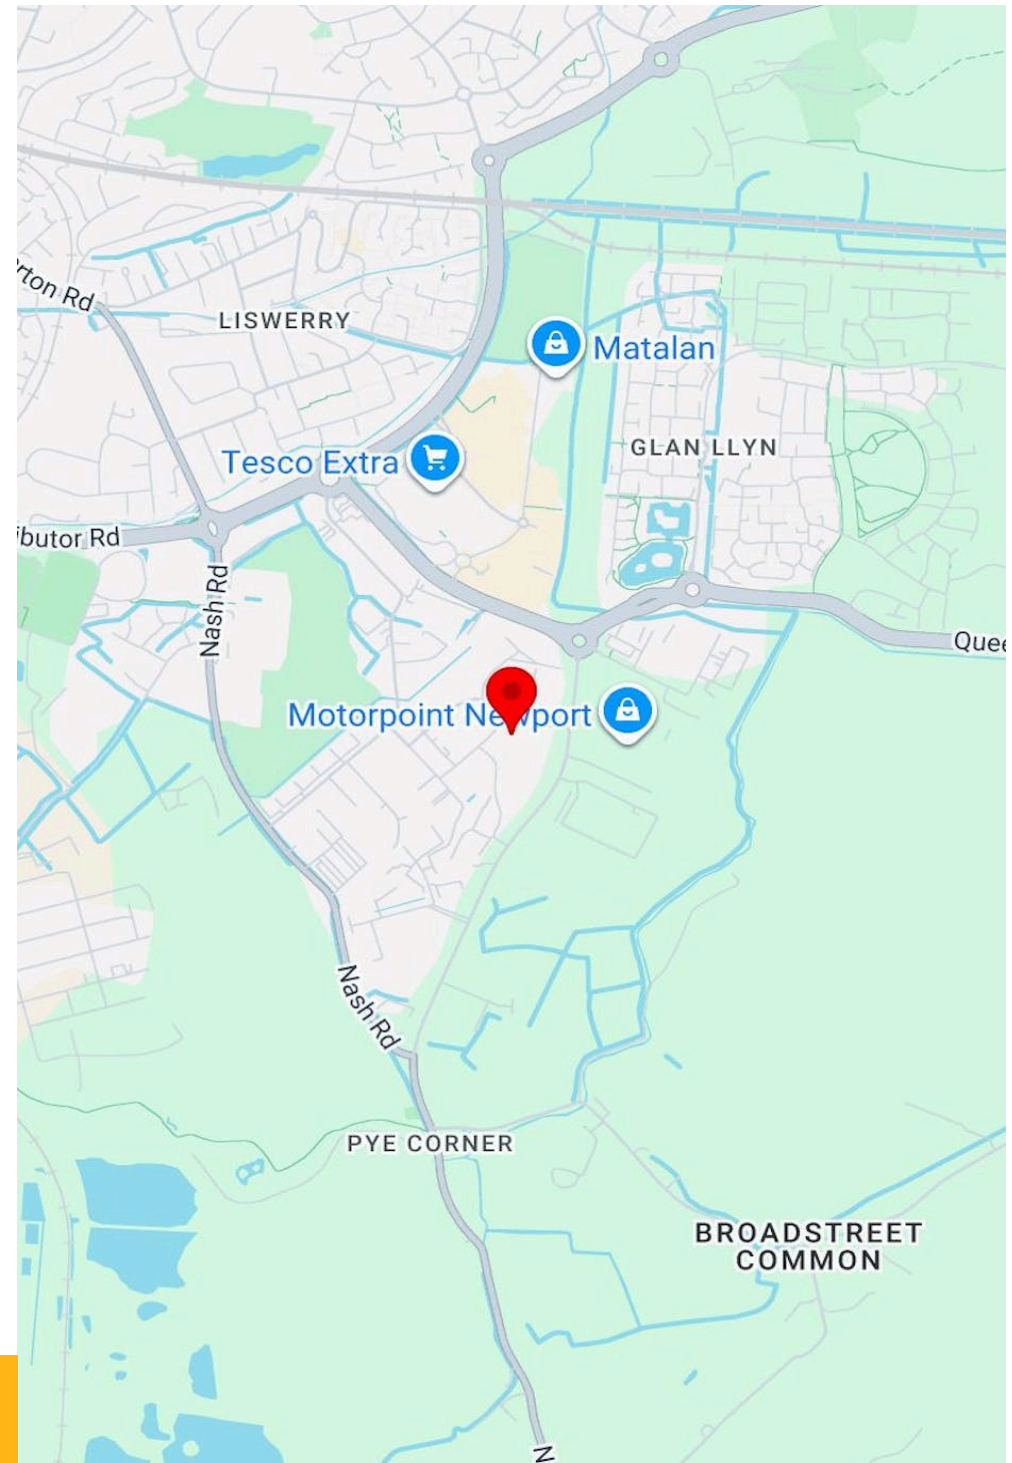 rton Rd
LISWERRY
Matalan
GLAN LLYN
Tesco Extra
ibutor Rd
Nash Rd
Quee
Motorpoint Newport
Nash Rd
PYE CORNER
BROADSTREET
COMMON
N